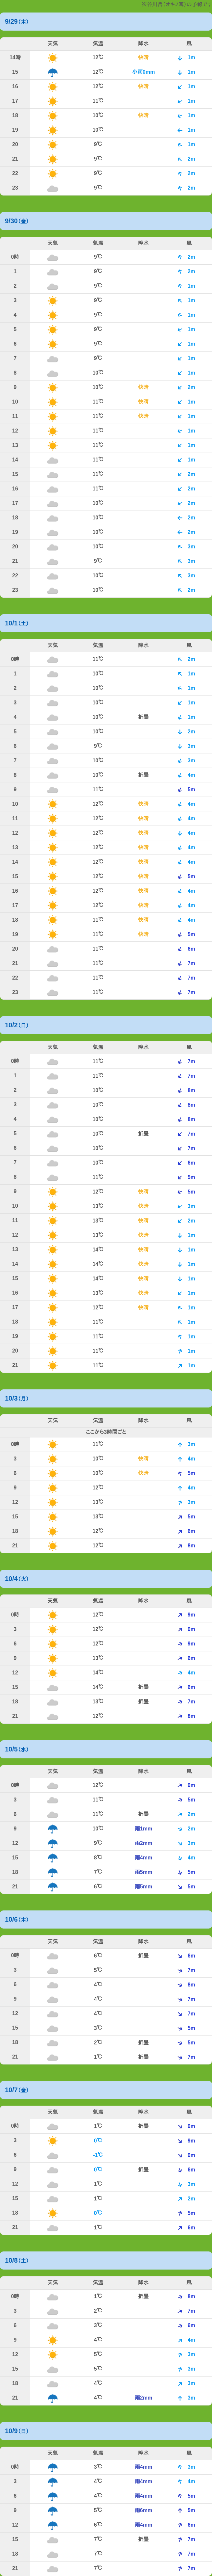 9/29(木)
天気 気温 降水 風
14時 12℃ 快晴 1m
15 12℃ 小雨0mm 1m
16 12℃ 快晴 1m
17 11℃ 1m
18 10℃ 快晴 1m
19 10℃ 1m
20 9℃ 1m
21 9℃ 2m
22 9℃ 2m
23 9℃ 2m
9/30(金)
天気 気温 降水 風
0時 9℃ 2m
1 9℃ 2m
2 9℃ 1m
3 9℃ 1m
4 9℃ 1m
5 9℃ 1m
6 9℃ 1m
7 9℃ 1m
8 10℃ 1m
9 10℃ 快晴 2m
10 11℃ 快晴 1m
11 11℃ 快晴 1m
12 11℃ 1m
13 11℃ 1m
14 11℃ 1m
15 11℃ 2m
16 11℃ 2m
17 10℃ 2m
18 10℃ 2m
19 10℃ 2m
20 10℃ 3m
21 9℃ 3m
22 10℃ 3m
23 10℃ 2m
10/1(土)
天気 気温 降水 風
0時 11℃ 2m
1 10℃ 1m
2 10℃ 1m
3 10℃ 1m
4 10℃ 折畳 1m
5 10℃ 2m
6 9℃ 3m
7 10℃ 3m
8 10℃ 折畳 4m
9 11℃ 5m
10 12℃ 快晴 4m
11 12℃ 快晴 4m
12 12℃ 快晴 4m
13 12℃ 快晴 4m
14 12℃ 快晴 4m
15 12℃ 快晴 5m
16 12℃ 快晴 4m
17 12℃ 快晴 4m
18 11℃ 快晴 4m
19 11℃ 快晴 5m
20 11℃ 6m
21 11℃ 7m
22 11℃ 7m
23 11℃ 7m
10/2(日)
天気 気温 降水 風
0時 11℃ 7m
1 11℃ 7m
2 10℃ 8m
3 10℃ 8m
4 10℃ 8m
5 10℃ 折畳 7m
6 10℃ 7m
7 10℃ 6m
8 11℃ 5m
9 12℃ 快晴 5m
10 13℃ 快晴 3m
11 13℃ 快晴 2m
12 13℃ 快晴 1m
13 14℃ 快晴 1m
14 14℃ 快晴 1m
15 14℃ 快晴 1m
16 13℃ 快晴 1m
17 12℃ 快晴 1m
18 11℃ 1m
19 11℃ 1m
20 11℃ 1m
21 11℃ 1m
10/3(月)
天気 気温 降水 風
ここから3時間ごと
0時 11℃ 3m
3 10℃ 快晴 4m
6 10℃ 快晴 5m
9 12℃ 4m
12 13℃ 3m
15 13℃ 5m
18 12℃ 6m
21 12℃ 8m
10/4(火)
天気 気温 降水 風
0時 12℃ 9m
3 12℃ 9m
6 12℃ 9m
9 13℃ 6m
12 14℃ 4m
15 14℃ 折畳 6m
18 13℃ 折畳 7m
21 12℃ 8m
10/5(水)
天気 気温 降水 風
0時 12℃ 9m
3 11℃ 5m
6 11℃ 折畳 2m
9 10℃ 雨1mm 2m
12 9℃ 雨2mm 3m
15 8℃ 雨4mm 4m
18 7℃ 雨5mm 5m
21 6℃ 雨5mm 5m
10/6(木)
天気 気温 降水 風
0時 6℃ 折畳 6m
3 5℃ 7m
6 4℃ 8m
9 4℃ 7m
12 4℃ 7m
15 3℃ 5m
18 2℃ 折畳 5m
21 1℃ 折畳 7m
10/7(金)
天気 気温 降水 風
0時 1℃ 折畳 9m
3 0℃ 9m
6 -1℃ 9m
9 0℃ 折畳 6m
12 1℃ 3m
15 1℃ 2m
18 0℃ 5m
21 1℃ 6m
10/8(土)
天気 気温 降水 風
0時 1℃ 折畳 8m
3 2℃ 7m
6 3℃ 6m
9 4℃ 4m
12 5℃ 3m
15 5℃ 3m
18 4℃ 3m
21 4℃ 雨2mm 3m
10/9(日)
天気 気温 降水 風
0時 3℃ 雨4mm 3m
3 4℃ 雨4mm 4m
6 4℃ 雨4mm 5m
9 5℃ 雨6mm 5m
12 6℃ 雨4mm 6m
15 7℃ 折畳 7m
18 7℃ 7m
21 7℃ 7m